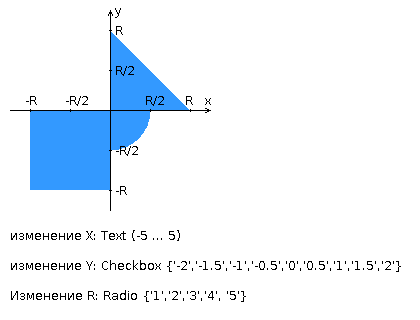 y
R
R/2
-R -R/2 R/2 R x
-R/2
-R
изменение X: Text (-5 ... 5)
изменение Y: Checkbox {'-2','-1.5','-1','-0.5','0','0.5','1','1.5','2'}
Изменение R: Radio {'1','2','3','4', '5'}